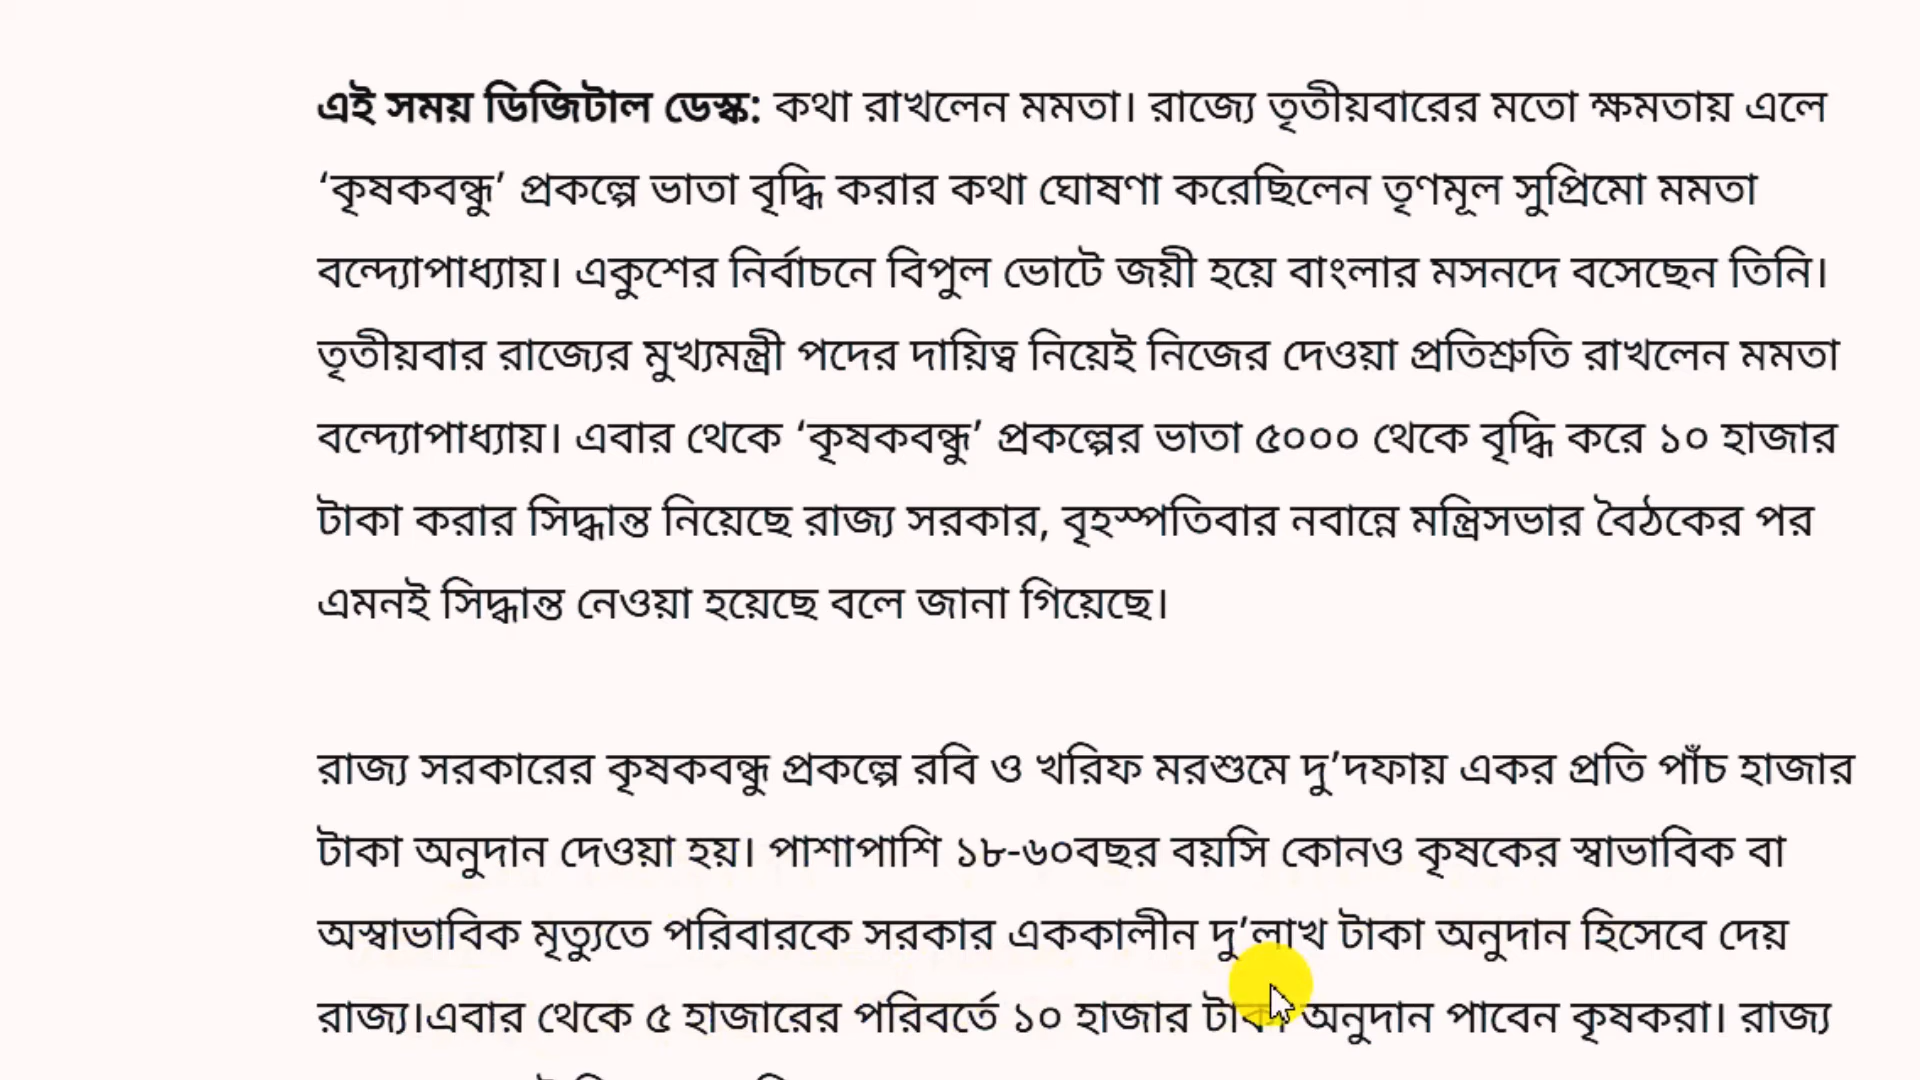 এই সময় ডিজিটাল ডেস্ক: কথা রাখলেন মমতা। রাজ্যে তৃতীয়বারের মতো ক্ষমতায় এলে
‘কৃষকবন্ধু’ প্রকল্পে ভাতা বৃদ্ধি করার কথা ঘোষণা করেছিলেন তৃণমূল সুপ্রিমো মমতা
বন্দ্যোপাধ্যায়। একুশের নির্বাচনে বিপুল ভোটে জয়ী হয়ে বাংলার মসনদে বসেছেন তিনি।
তৃতীয়বার রাজ্যের মুখ্যমন্ত্রী পদের দায়িত্ব নিয়েই নিজের দেওয়া প্রতিশ্রুতি রাখলেন মমতা
বন্দ্যোপাধ্যায়। এবার থেকে ‘কৃষকবন্ধু’ প্রকল্পের ভাতা ৫০০০ থেকে বৃদ্ধি করে ১০ হাজার
টাকা করার সিদ্ধান্ত নিয়েছে রাজ্য সরকার, বৃহস্পতিবার নবান্নে মন্ত্রিসভার বৈঠকের পর
এমনই সিদ্ধান্ত নেওয়া হয়েছে বলে জানা গিয়েছে।
রাজ্য সরকারের কৃষকবন্ধু প্রকল্পে রবি ও খরিফ মরশুমে দু’দফায় একর প্রতি পাঁচ হাজার
টাকা অনুদান দেওয়া হয়। পাশাপাশি ১৮-৬০বছর বয়সি কোনও কৃষকের স্বাভাবিক বা
অস্বাভাবিক মৃত্যুতে পরিবারকে সরকার এককালীন দু’লাখ টাকা অনুদান হিসেবে দেয়
রাজ্য।এবার থেকে ৫ হাজারের পরিবর্তে ১০ হাজার টাকা অনুদান পাবেন কৃষকরা। রাজ্য